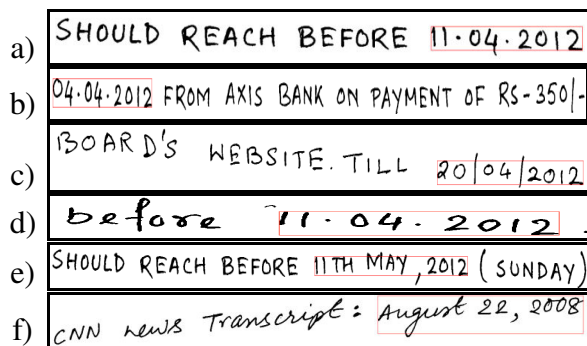 a) SHOULD REACH BEFORE 11.04.2012
b) 04.04.2012 FROM AXIS BANK ON PAYMENT OF RS-350/-
c) BOARD'S WEBSITE. TILL 20/04/2012
d) before 11.04.2012.
e) SHOULD REACH BEFORE 11TH MAY, 2012 (SUNDAY)
f) CNN news Transcript: August 22, 2008